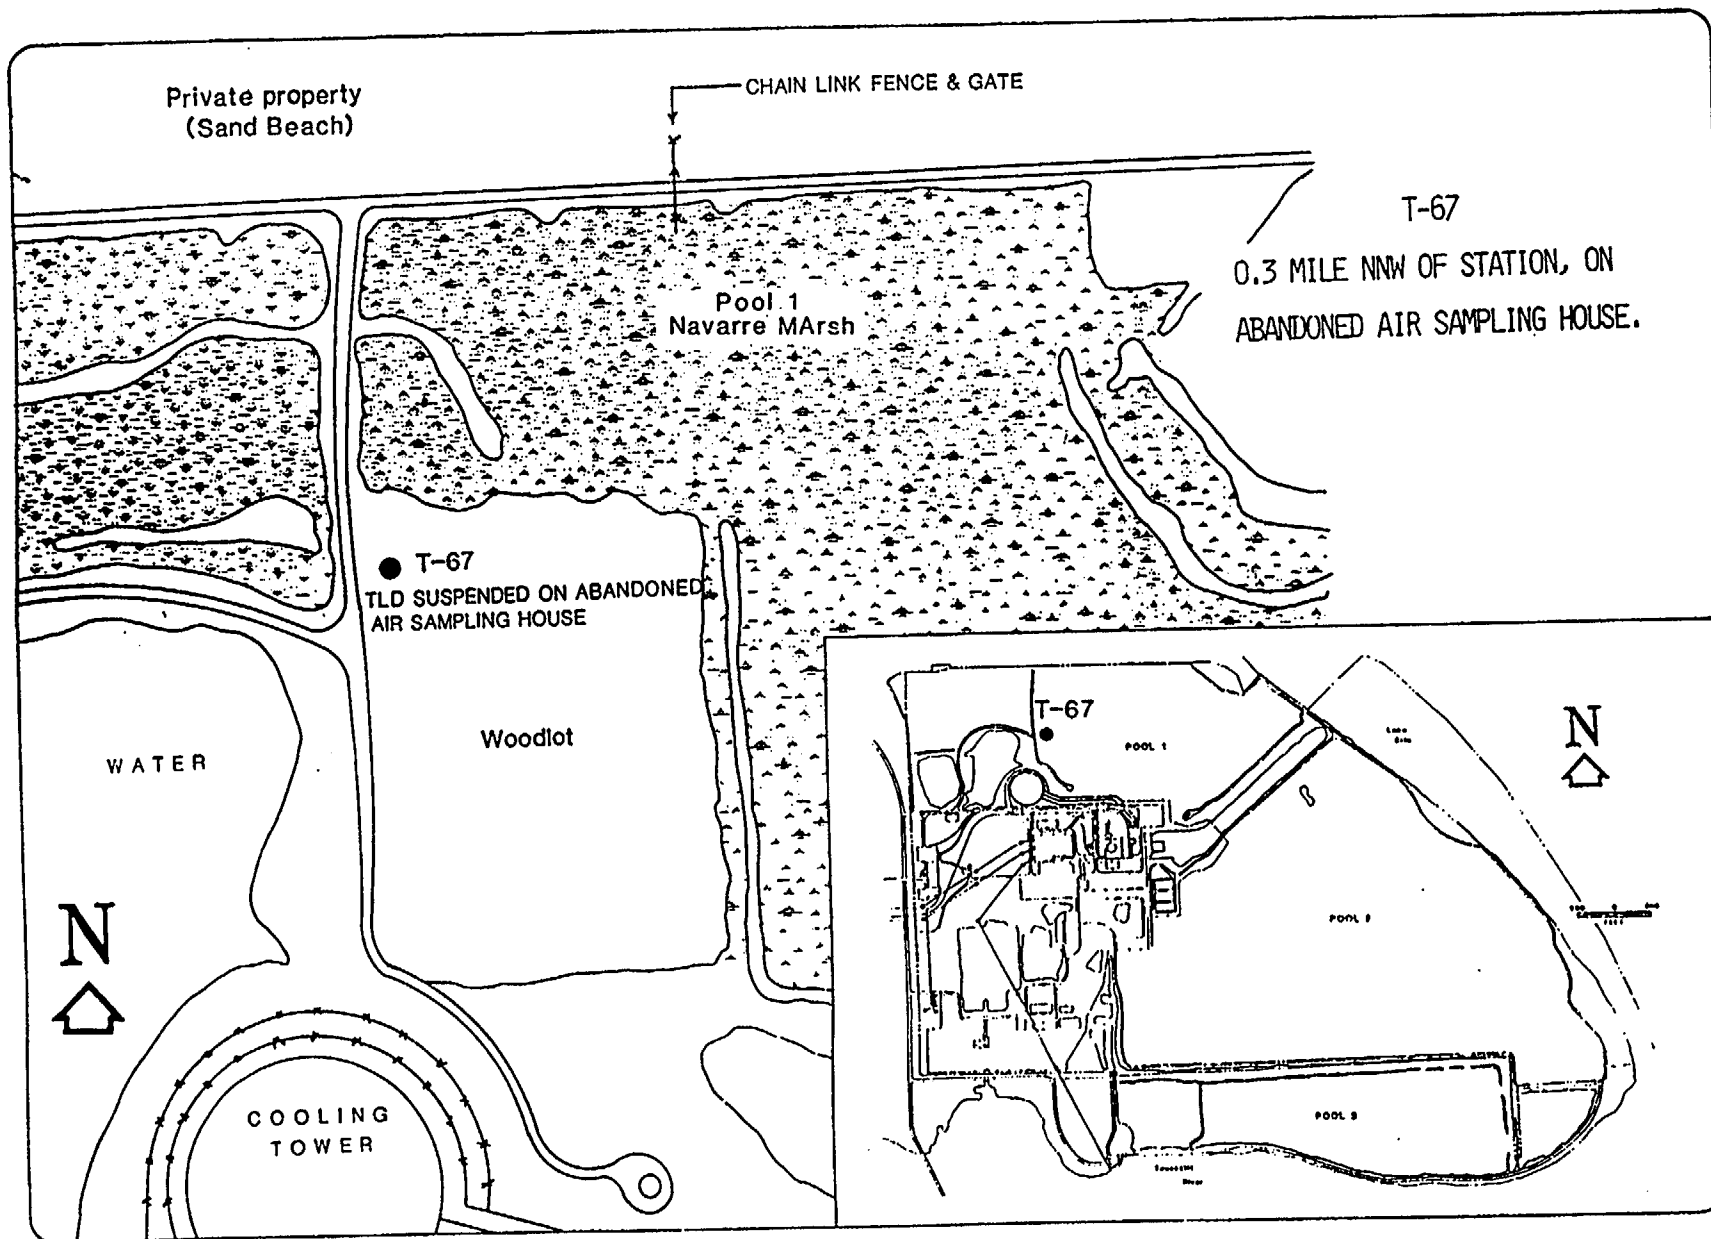 Private property
(Sand Beach)
CHAIN LINK FENCE & GATE
T-67
0.3 MILE NNW OF STATION, ON
ABANDONED AIR SAMPLING HOUSE.
Pool 1
Navarre MArsh
T-67
TLD SUSPENDED ON ABANDONED
AIR SAMPLING HOUSE
Woodlot
WATER
N
COOLING
TOWER
T-67
POOL 1
N
POOL 3